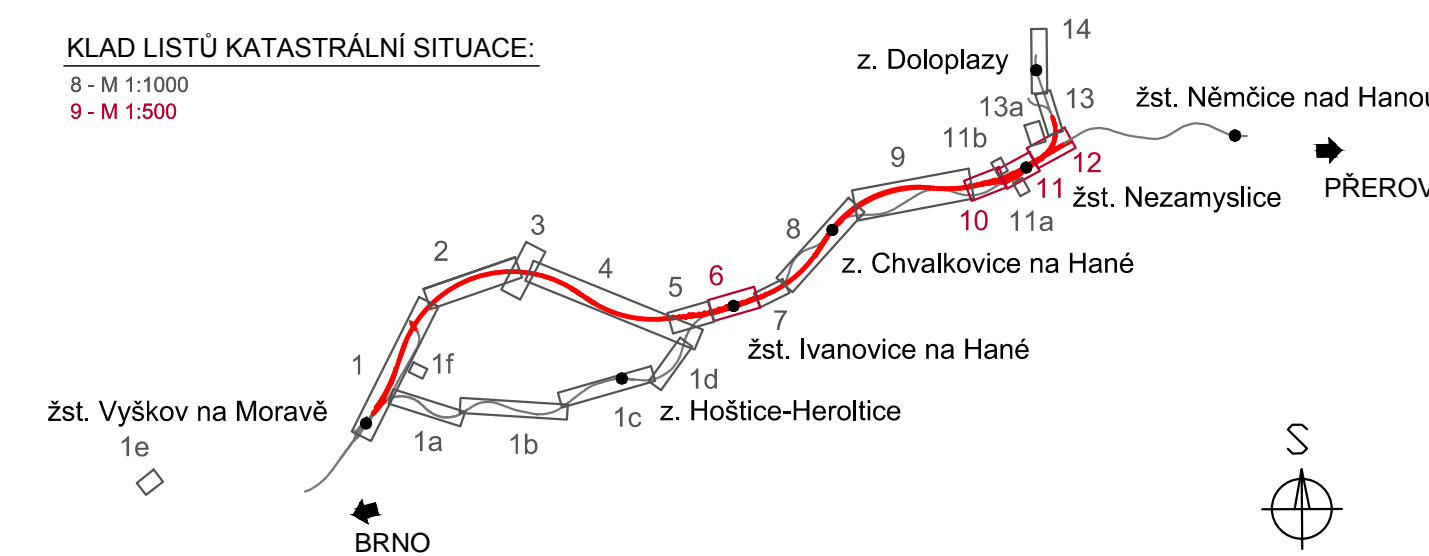 KLAD LISTŮ KATASTRÁLNÍ SITUACE:
8 - M 1:1000
9 - M 1:500
14
z. Doloplazy
13
13a
žst. Němčice nad Hanou
11b
9
12
PŘEROV
11
žst. Nezamyslice
10
11a
3
8
2
4
z. Chvalkovice na Hané
6
5
7
žst. Ivanovice na Hané
1
1f
1d
žst. Vyškov na Moravě
z. Hoštice-Heroltice
1c
1a
1b
1e
S
BRNO